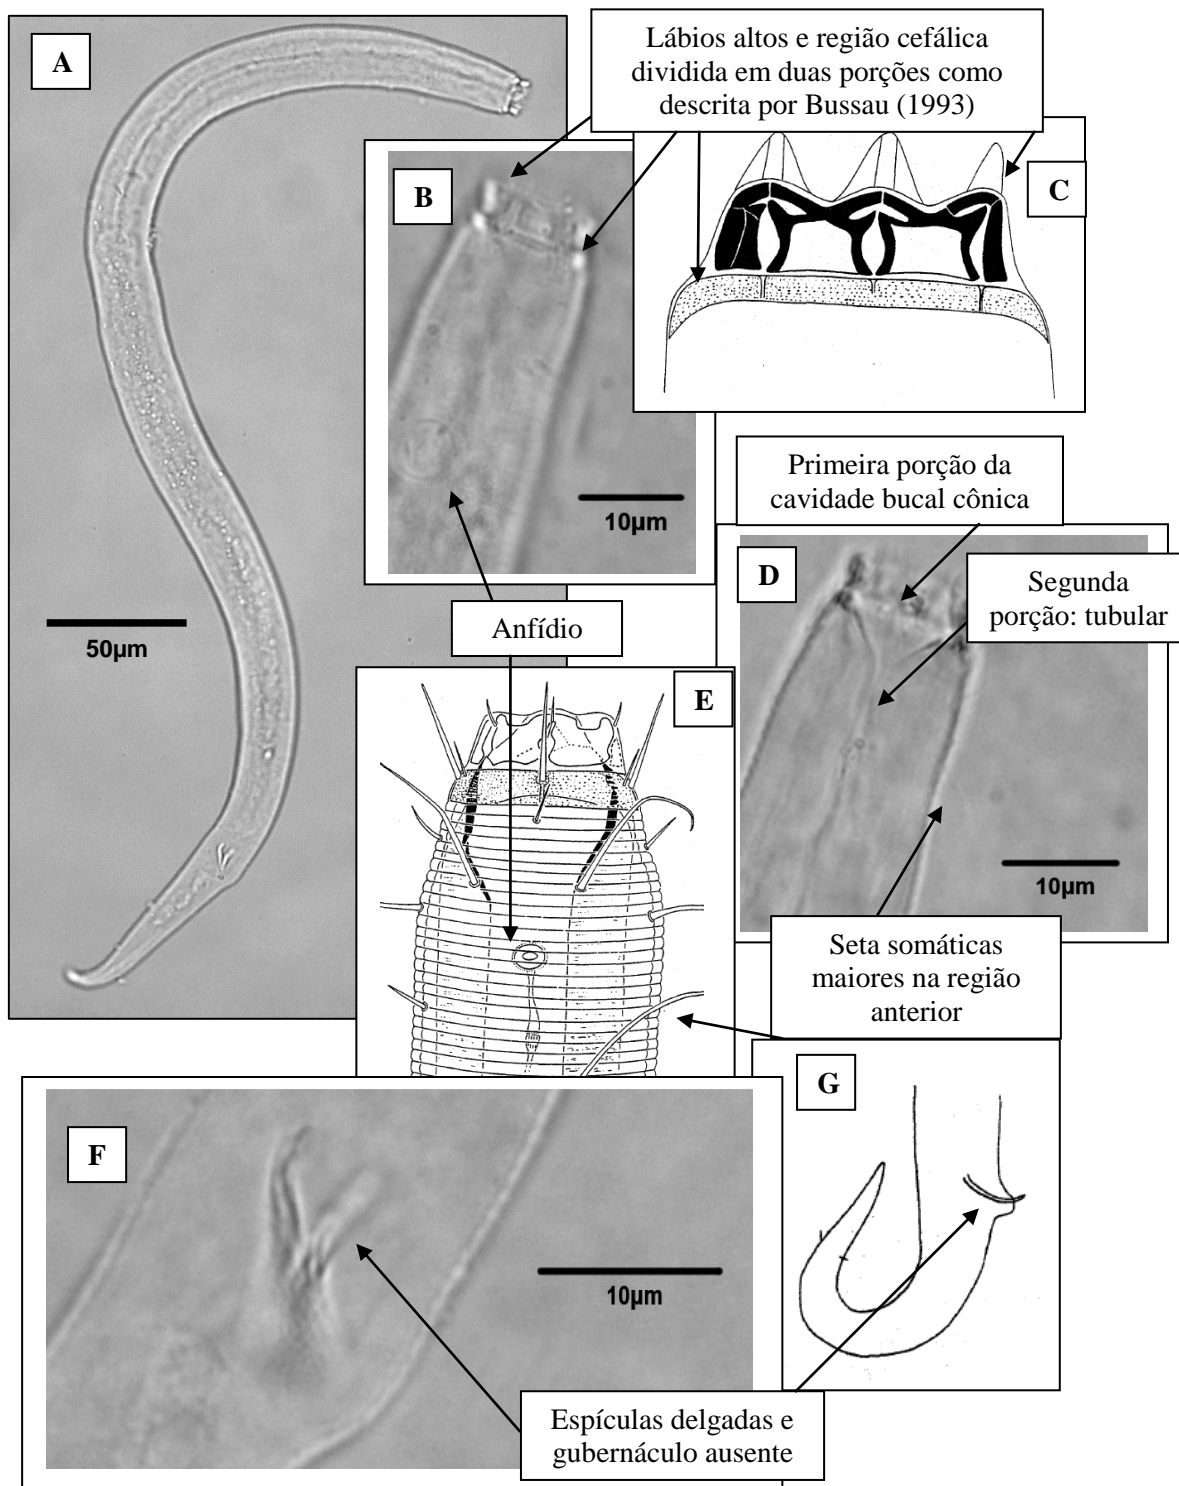 A
Lábios altos e região cefálica
dividida em duas porções como
descrita por Bussau (1993)
B
C
10µm
Primeira porção da
cavidade bucal cônica
D
Segunda
porção: tubular
50µm
Anfídio
E
10µm
Seta somáticas
maiores na região
anterior
F
G
10µm
Espículas delgadas e
gubernáculo ausente